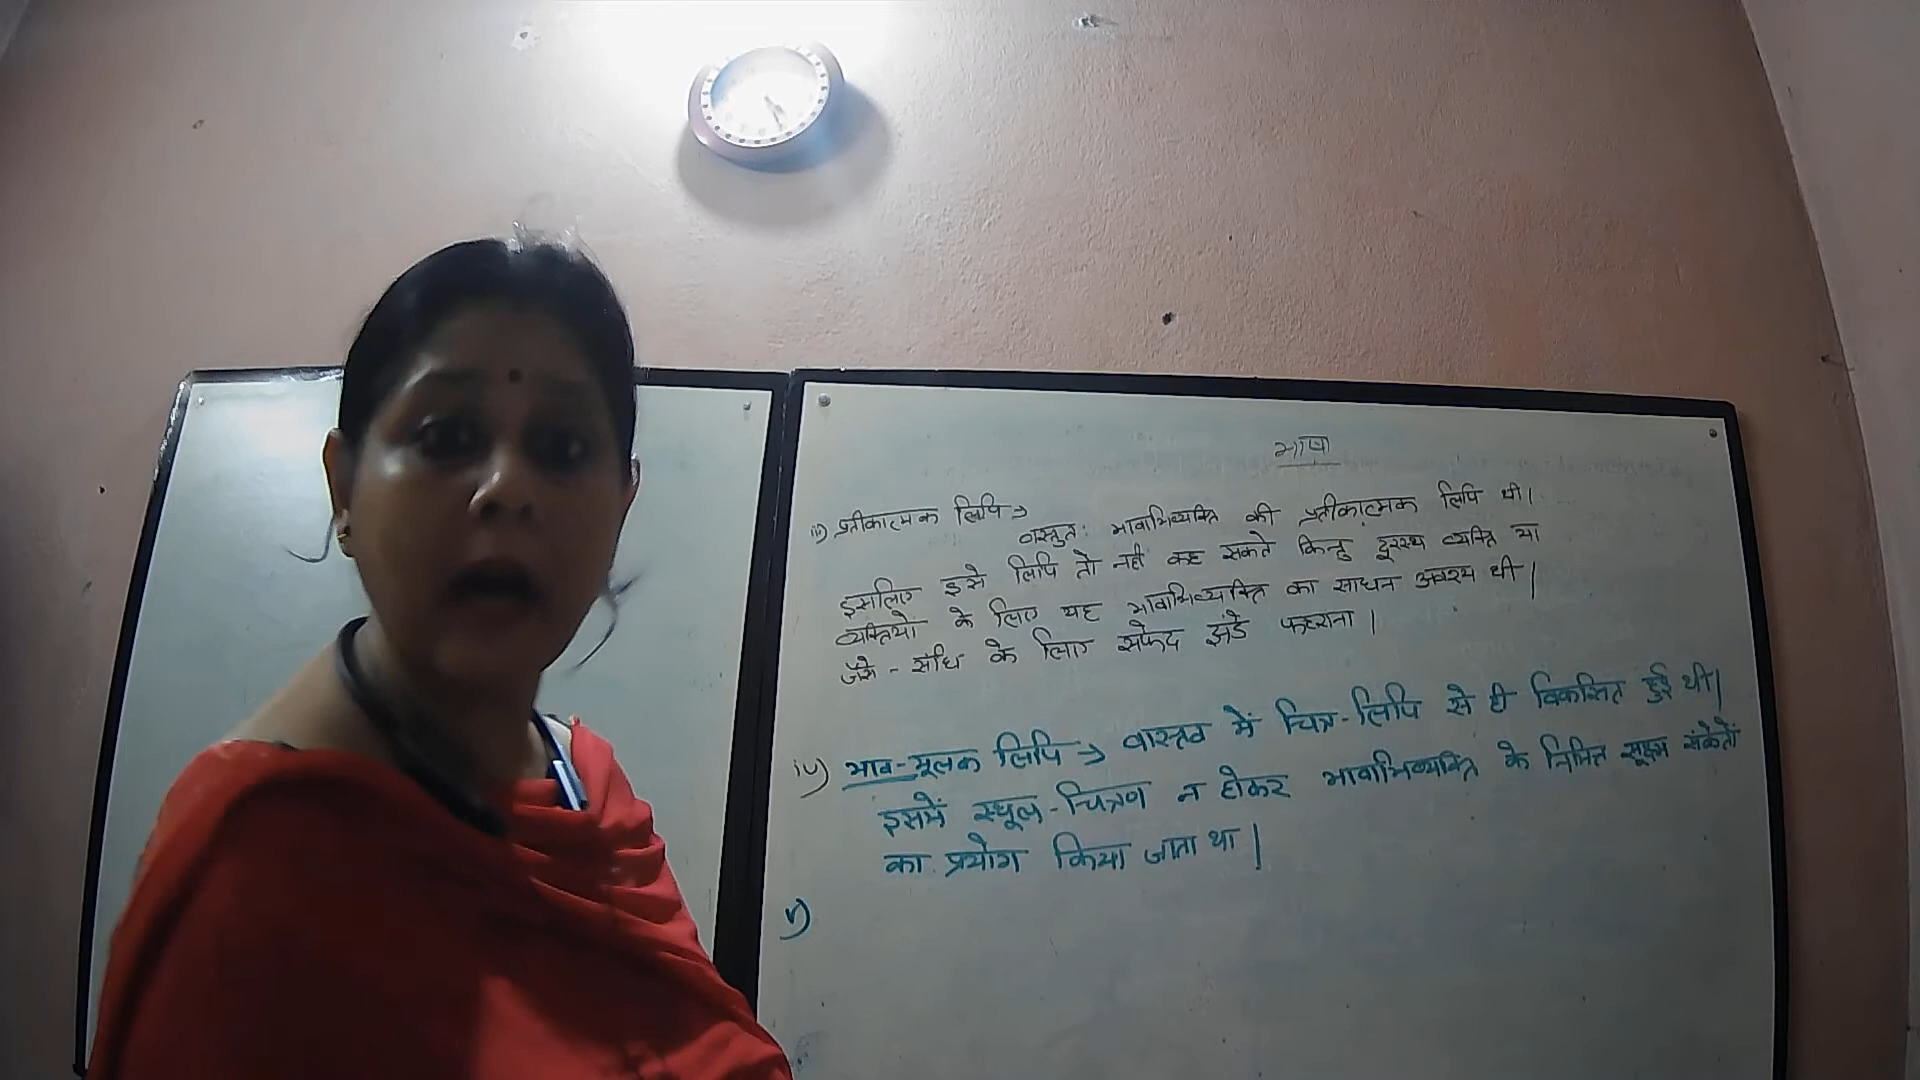 भाषा
iii) प्रतीकात्मक लिपि →
वस्तुत: भावाभिव्यक्ति की प्रतीकात्मक लिपि थी।
इसलिए इसे लिपि तो नही कह सकते किन्तु दूरस्थ व्यक्ति या
व्यक्तियो के लिए यह भावाभिव्यक्ति का साधन अवश्य थी।
जैसे - संधि के लिए सफेद झंडे फहराना।
iv) भाव-मूलक लिपि → वास्तव में चित्र-लिपि से ही विकसित हुई थी।
इसमें स्थूल-चित्रण न होकर भावाभिव्यक्ति के निमित्त सूक्ष्म संकेतों
का प्रयोग किया जाता था।
v)